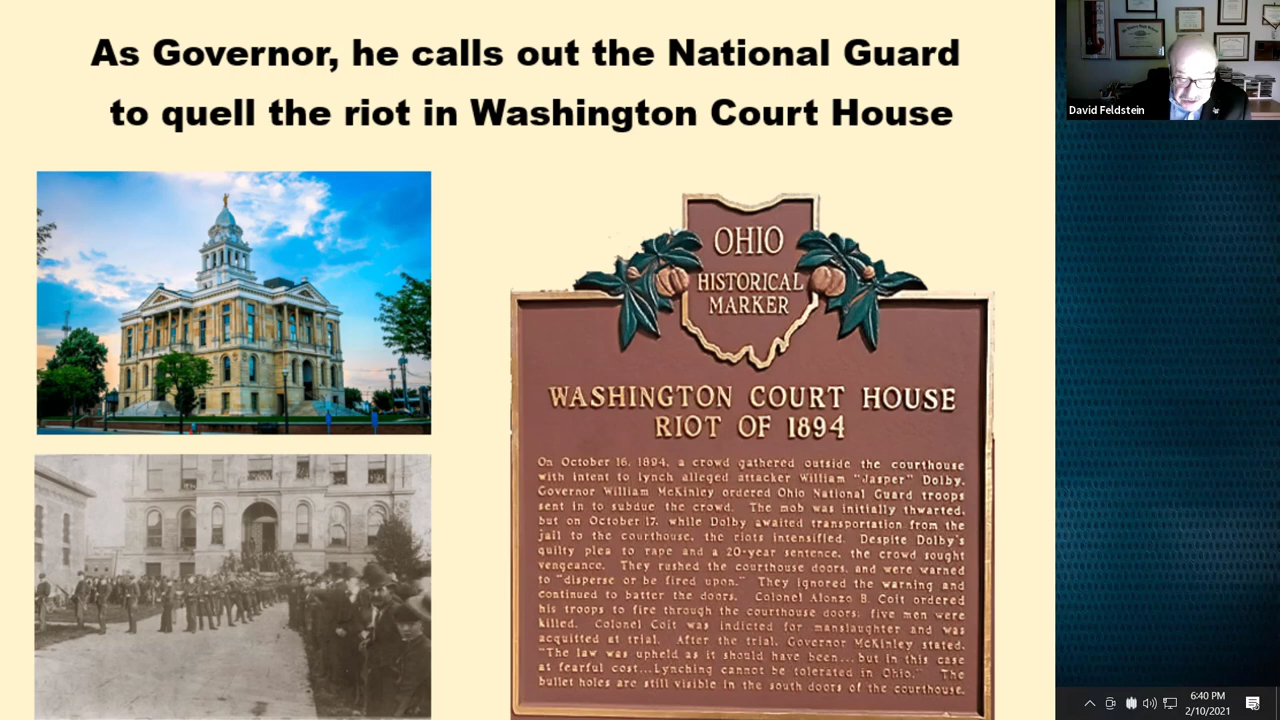 As Governor, he calls out the National Guard
to quell the riot in Washington Court House
David Feldstein
OHIO
HISTORICAL
MARKER
WASHINGTON COURT HOUSE
RIOT OF 1894
On October 16, 1894, a crowd gathered outside the courthouse
with intent to lynch alleged attacker William "Jasper" Dolby.
Governor William McKinley ordered Ohio National Guard troops
sent in to subdue the crowd. The mob was initially thwarted,
but on October 17, while Dolby awaited transportation from the
jail to the courthouse, the riots intensified. Despite Dolby's
guilty plea to rape and a 20-year sentence, the crowd sought
vengeance. They rushed the courthouse doors, and were warned
to "disperse or be fired upon." They ignored the warning and
continued to batter the doors. Colonel Alonzo B. Coit ordered
his troops to fire through the courthouse doors; five men were
killed. Colonel Coit was indicted for manslaughter and was
acquitted at trial. After the trial, Governor McKinley stated,
"The law was upheld as it should have been...but in this case
at fearful cost...Lynching cannot be tolerated in Ohio." The
bullet holes are still visible in the south doors of the courthouse.
6:40 PM
2/10/2021